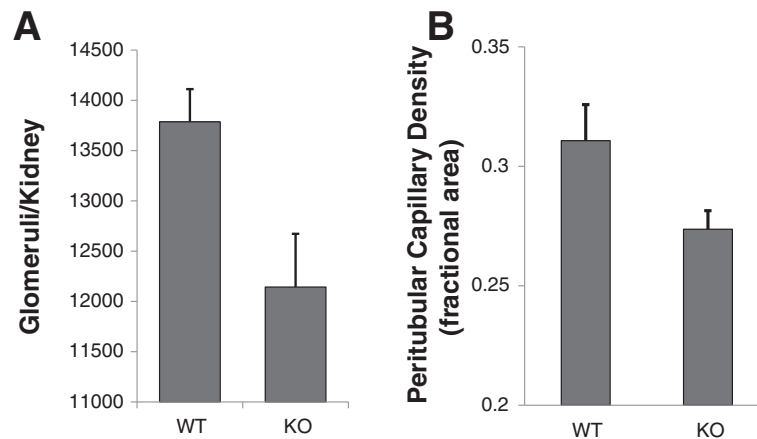 A
Glomeruli/Kidney
14500
14000
13500
13000
12500
12000
11500
11000
WT
KO
B
Peritubular Capillary Density
(fractional area)
0.35
0.3
0.25
0.2
WT
KO